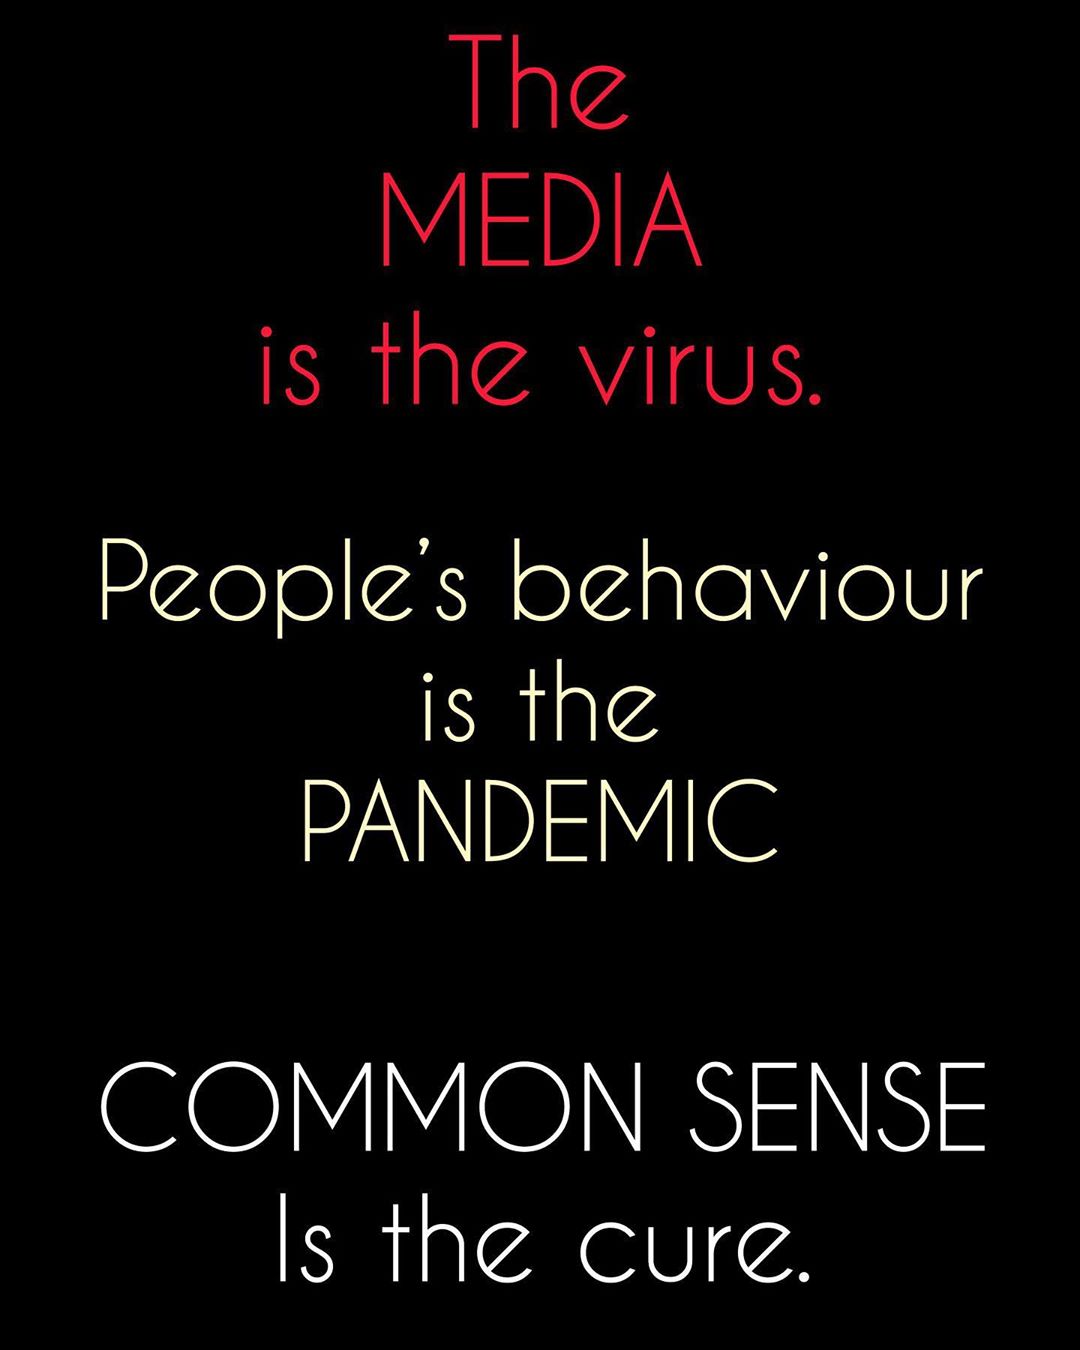 The
MEDIA
is the virus.
People’s behaviour
is the
PANDEMIC
COMMON SENSE
Is the cure.